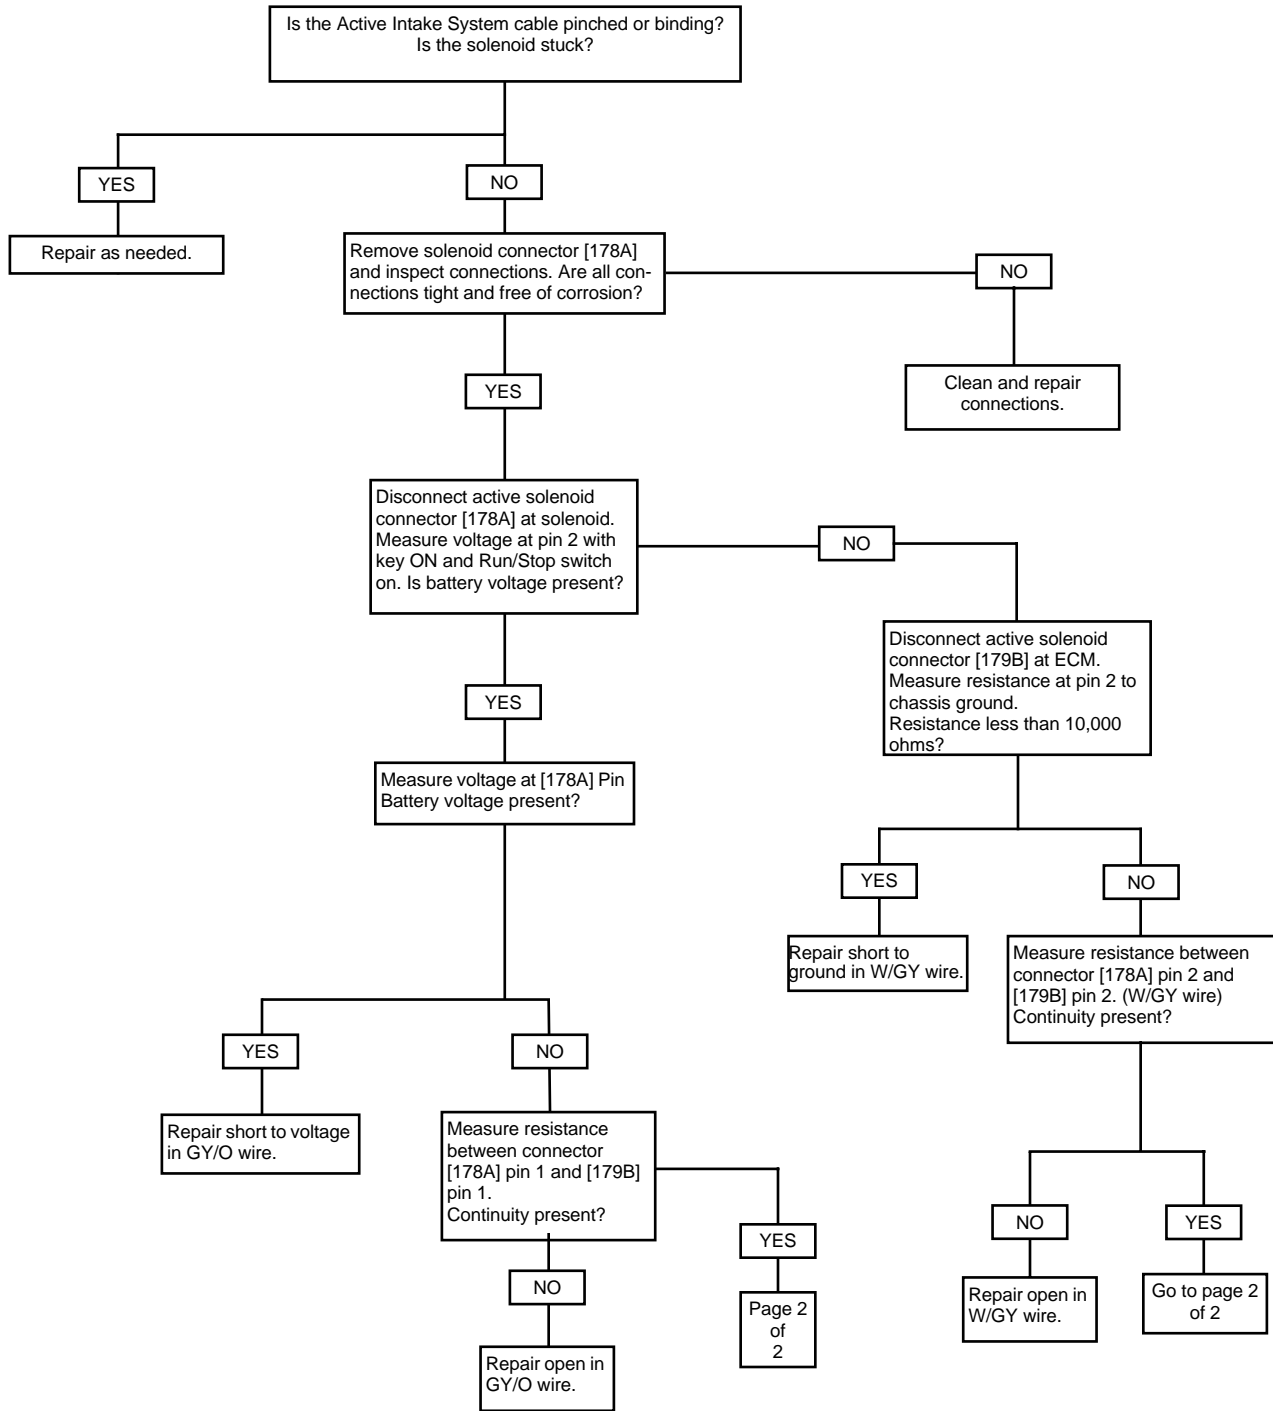 Is the Active Intake System cable pinched or binding?
Is the solenoid stuck?
YES
NO
Repair as needed.
Remove solenoid connector [178A]
and inspect connections. Are all con-
nections tight and free of corrosion?
NO
YES
Clean and repair
connections.
Disconnect active solenoid
connector [178A] at solenoid.
Measure voltage at pin 2 with
key ON and Run/Stop switch
on. Is battery voltage present?
NO
YES
Disconnect active solenoid
connector [179B] at ECM.
Measure resistance at pin 2 to
chassis ground.
Resistance less than 10,000
ohms?
Measure voltage at [178A] Pin
Battery voltage present?
YES
NO
Repair short to
ground in W/GY wire.
Measure resistance between
connector [178A] pin 2 and
[179B] pin 2. (W/GY wire)
Continuity present?
YES
NO
Repair short to voltage
in GY/O wire.
Measure resistance
between connector
[178A] pin 1 and [179B]
pin 1.
Continuity present?
YES
NO
YES
NO
Page 2
of
2
Repair open in
W/GY wire.
Go to page 2
of 2
Repair open in
GY/O wire.